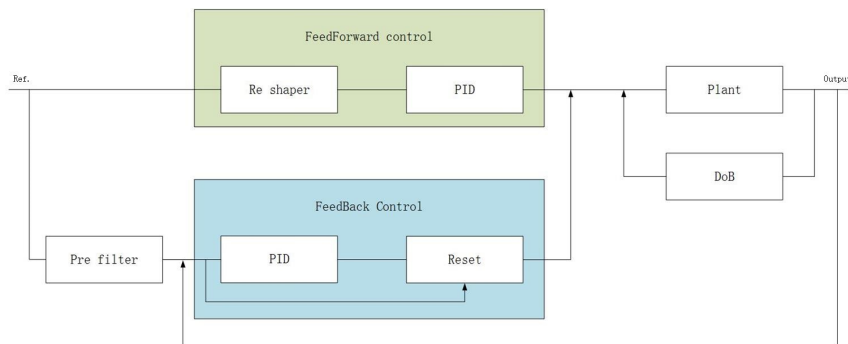 FeedForward control
Ref.
Re shaper
PID
Plant
Output
DoB
FeedBack Control
Pre filter
PID
Reset